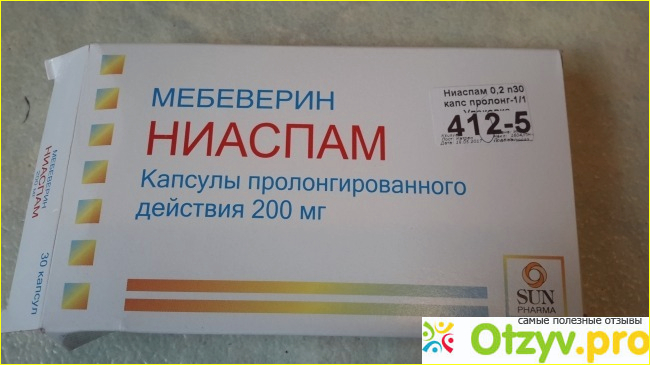 МЕБЕВЕРИН
НИАСПАМ
Капсулы пролонгированного
действия 200 мг
Ниаспам 0,2 n30
капс пролонг-1/1
412-5
МЕБЕВЕРИН
НИАСПАМ
30 капсул
SUN
PHARMA
самые полезные отзывы
Otzyv.pro